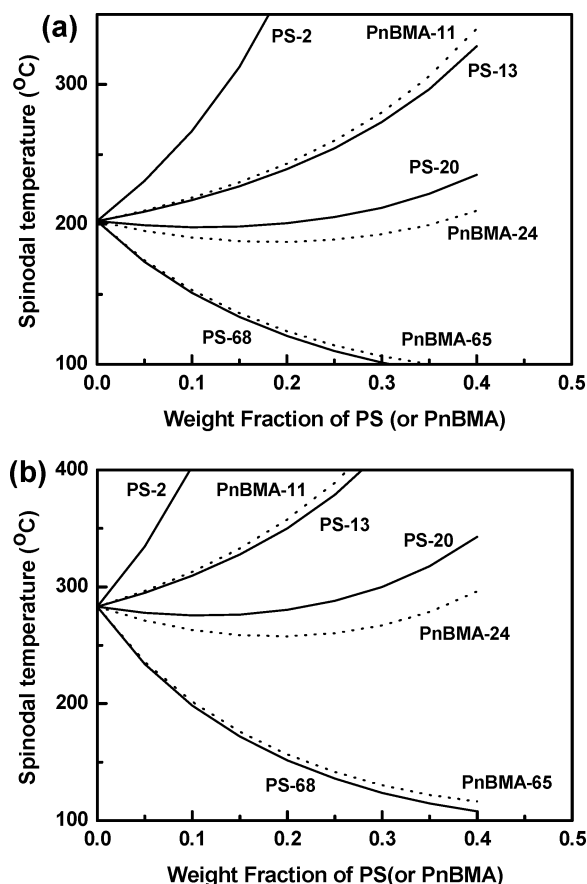 (a)
PS-2
PnBMA-11
PS-13
PS-20
PnBMA-24
PS-68
PnBMA-65
Spinodal temperature (°C)
300
200
100
0.0 0.1 0.2 0.3 0.4 0.5
Weight Fraction of PS (or PnBMA)
(b)
PS-2
PnBMA-11
PS-13
PS-20
PnBMA-24
PS-68
PnBMA-65
Spinodal temperature (°C)
400
300
200
100
0.0 0.1 0.2 0.3 0.4 0.5
Weight Fraction of PS(or PnBMA)